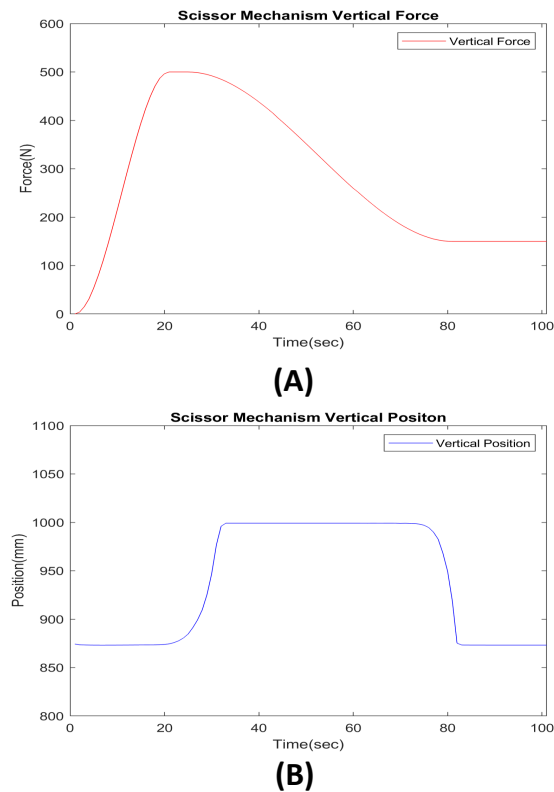 Scissor Mechanism Vertical Force
600
Vertical Force
500
400
300
200
100
0
Force(N)
0 20 40 60 80 100
Time(sec)
(A)
Scissor Mechanism Vertical Positon
1100
Vertical Position
1050
1000
950
900
850
800
Position(mm)
0 20 40 60 80 100
Time(sec)
(B)